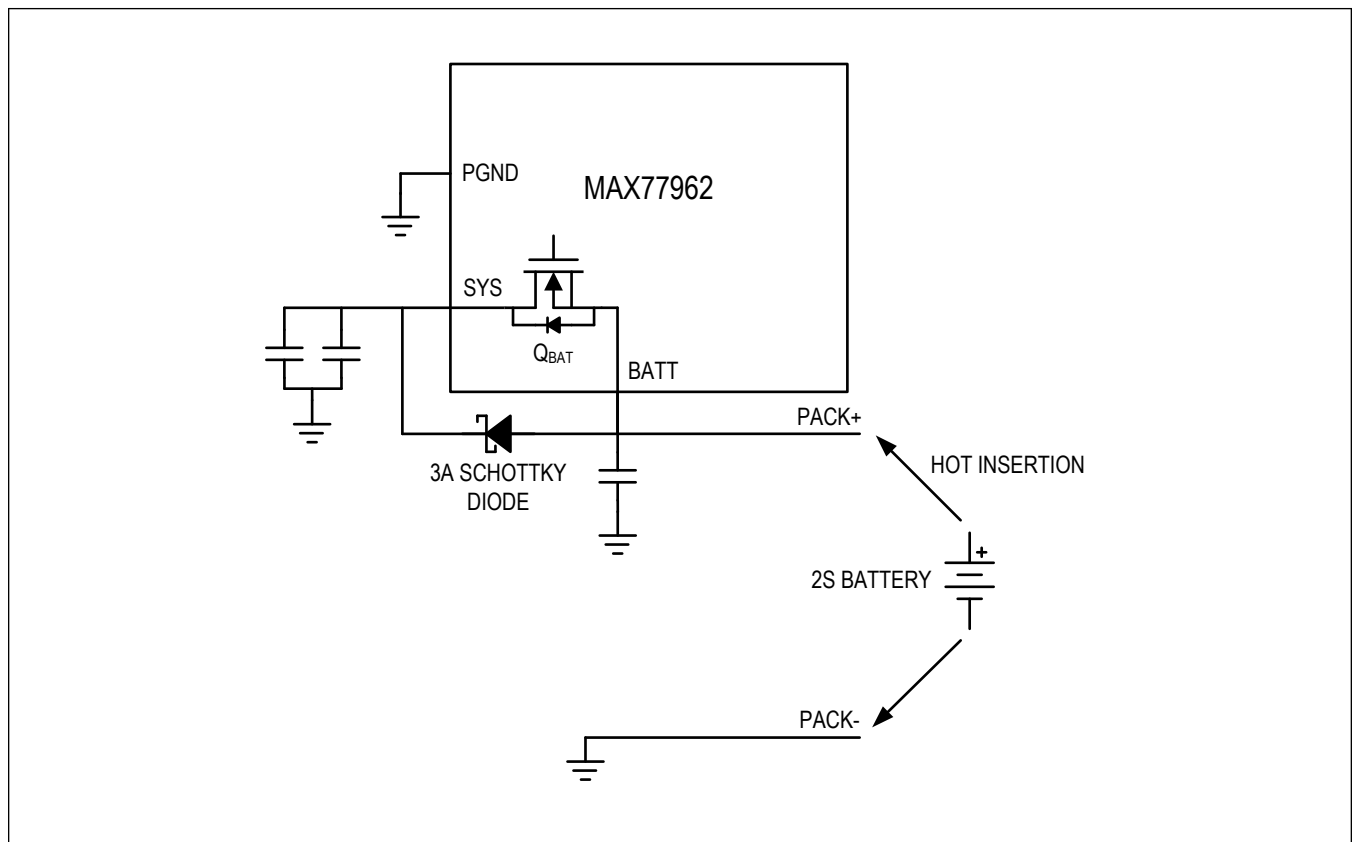 PGND
MAX77962
SYS
QBAT
BATT
PACK+
3A SCHOTTKY
DIODE
HOT INSERTION
+
2S BATTERY
PACK-